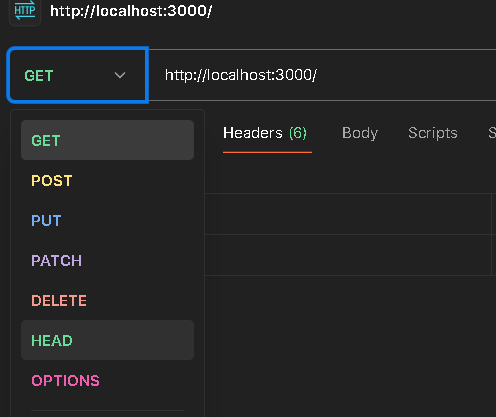 HTTP http://localhost:3000/
GET http://localhost:3000/
Headers (6) Body Scripts S
GET
POST
PUT
PATCH
DELETE
HEAD
OPTIONS